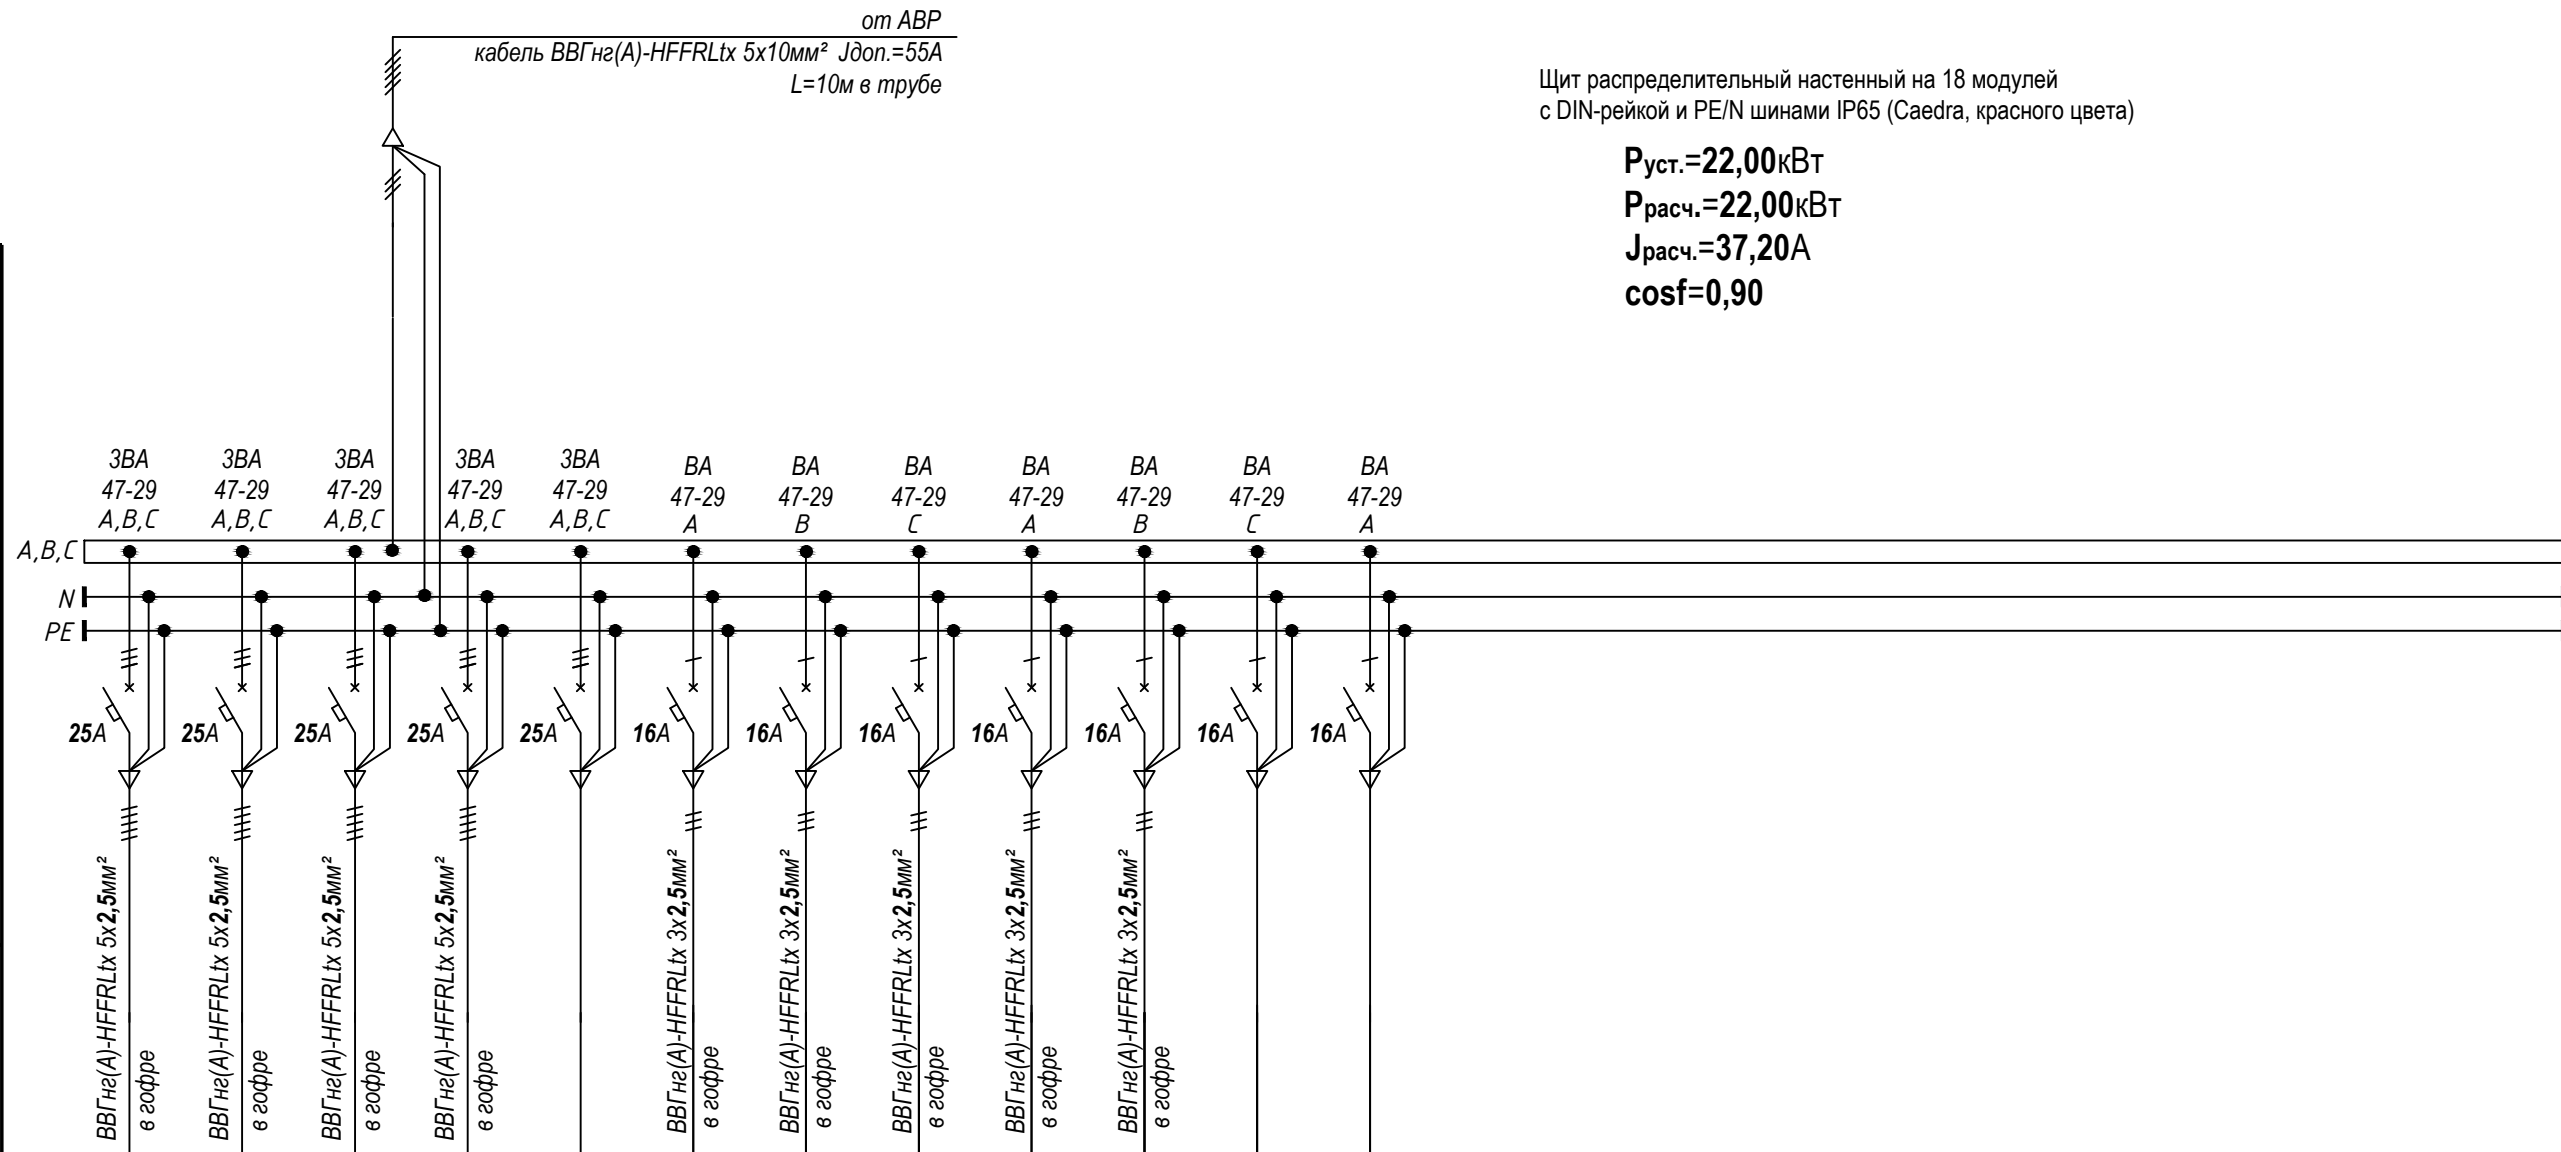 от АВР
кабель ВВГнг(А)-HFFRLtx 5х10мм² Jдоп.=55А
L=10м в трубе
Щит распределительный настенный на 18 модулей
с DIN-рейкой и PE/N шинами IP65 (Caedra, красного цвета)
Pуст.=22,00кВт
Pрасч.=22,00кВт
Jрасч.=37,20А
cosf=0,90
3ВА 3ВА 3ВА 3ВА 3ВА ВА ВА ВА ВА ВА ВА ВА
47-29 47-29 47-29 47-29 47-29 47-29 47-29 47-29 47-29 47-29 47-29 47-29
A,B,C A,B,C A,B,C A,B,C A,B,C A B C A B C A
A,B,C
N
PE
25А 25А 25А 25А 25А 16А 16А 16А 16А 16А 16А 16А
ВВГнг(А)-HFFRLtx 5х2,5мм²
в гофре
ВВГнг(А)-HFFRLtx 5х2,5мм²
в гофре
ВВГнг(А)-HFFRLtx 5х2,5мм²
в гофре
ВВГнг(А)-HFFRLtx 5х2,5мм²
в гофре
ВВГнг(А)-HFFRLtx 3х2,5мм²
в гофре
ВВГнг(А)-HFFRLtx 3х2,5мм²
в гофре
ВВГнг(А)-HFFRLtx 3х2,5мм²
в гофре
ВВГнг(А)-HFFRLtx 3х2,5мм²
в гофре
ВВГнг(А)-HFFRLtx 3х2,5мм²
в гофре